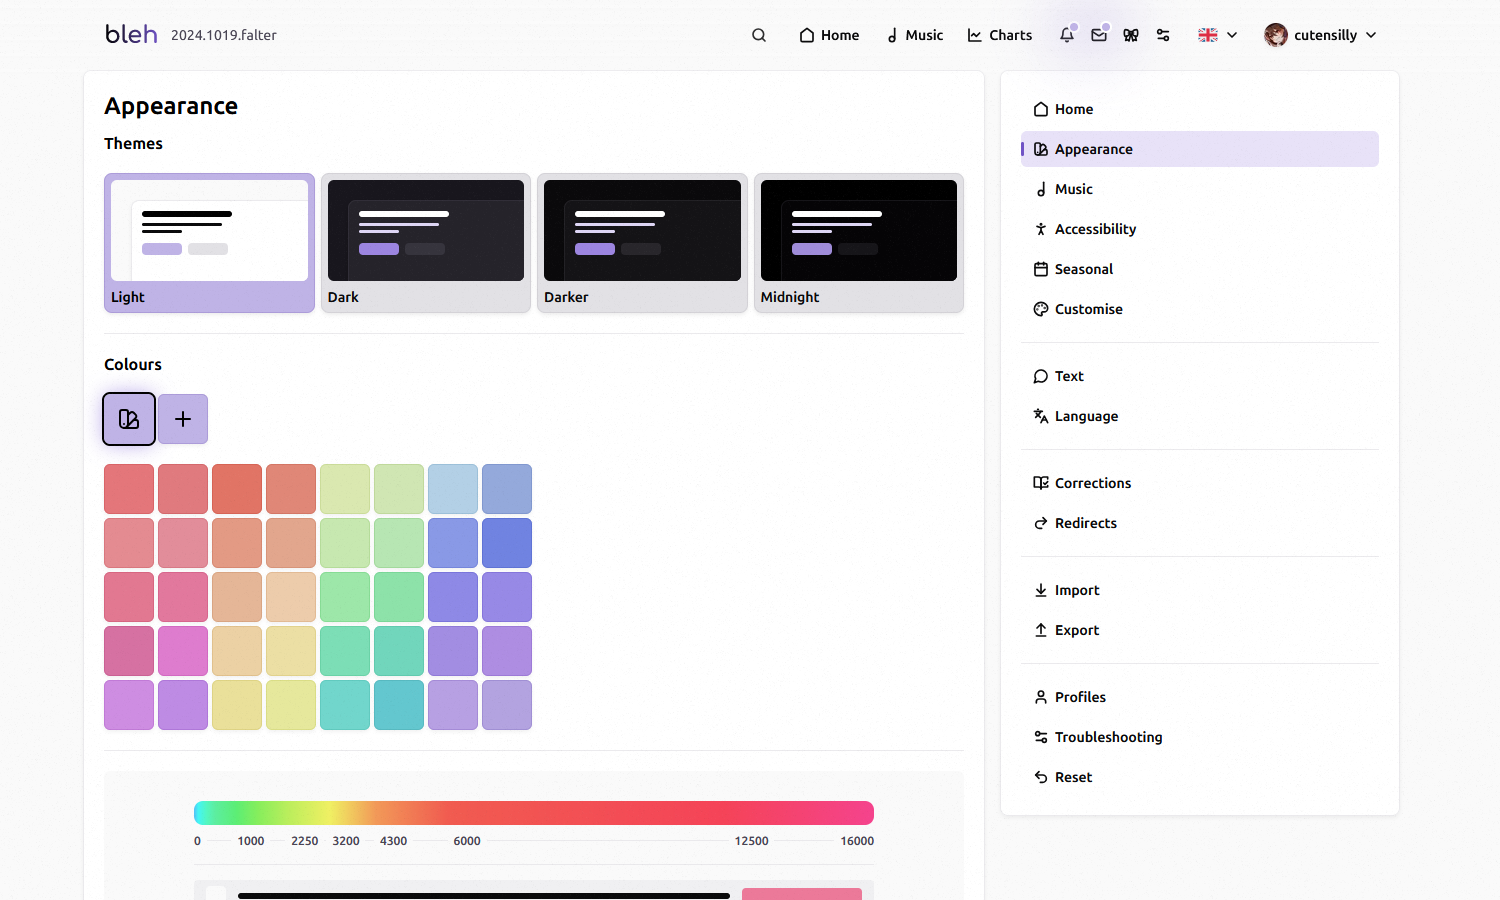 bleh 2024.1019.falter
Home Music Charts cutensilly
Appearance
Themes
Light Dark Darker Midnight
Colours
0 1000 2250 3200 4300 6000 12500 16000
Home
Appearance
Music
Accessibility
Seasonal
Customise
Text
Language
Corrections
Redirects
Import
Export
Profiles
Troubleshooting
Reset